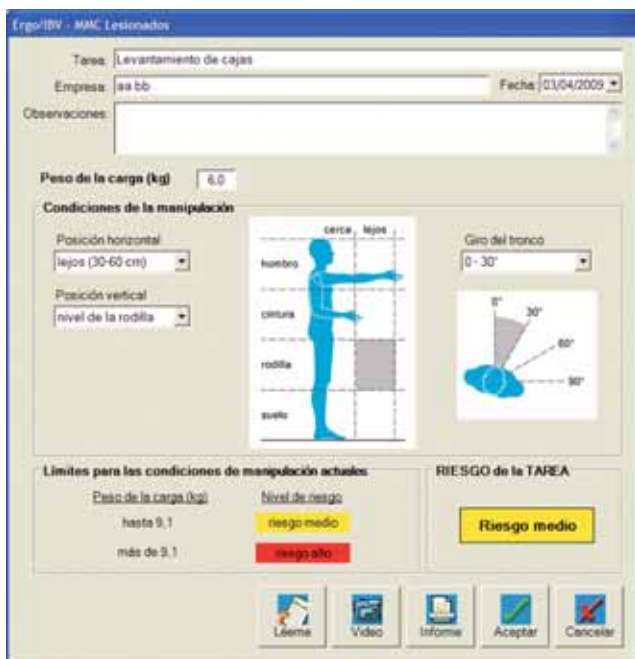 Ergo/IBV - MMC Lesionados
Tarea: Levantamiento de cajas
Empresa: aa bb
Fecha: 03/04/2009
Observaciones:
Peso de la carga (kg) 6.0
Condiciones de la manipulación
Posición horizontal
lejos (30-60 cm)
Posición vertical
nivel de la rodilla
cerca lejos
hombro
cintura
rodilla
suelo
Giro del tronco
0 - 30°
0°
30°
60°
90°
Límites para las condiciones de manipulación actuales
Peso de la carga (kg) Nivel de riesgo
hasta 9,1 riesgo medio
más de 9,1 riesgo alto
RIESGO de la TAREA
Riesgo medio
Léeme Video Informe Aceptar Cancelar